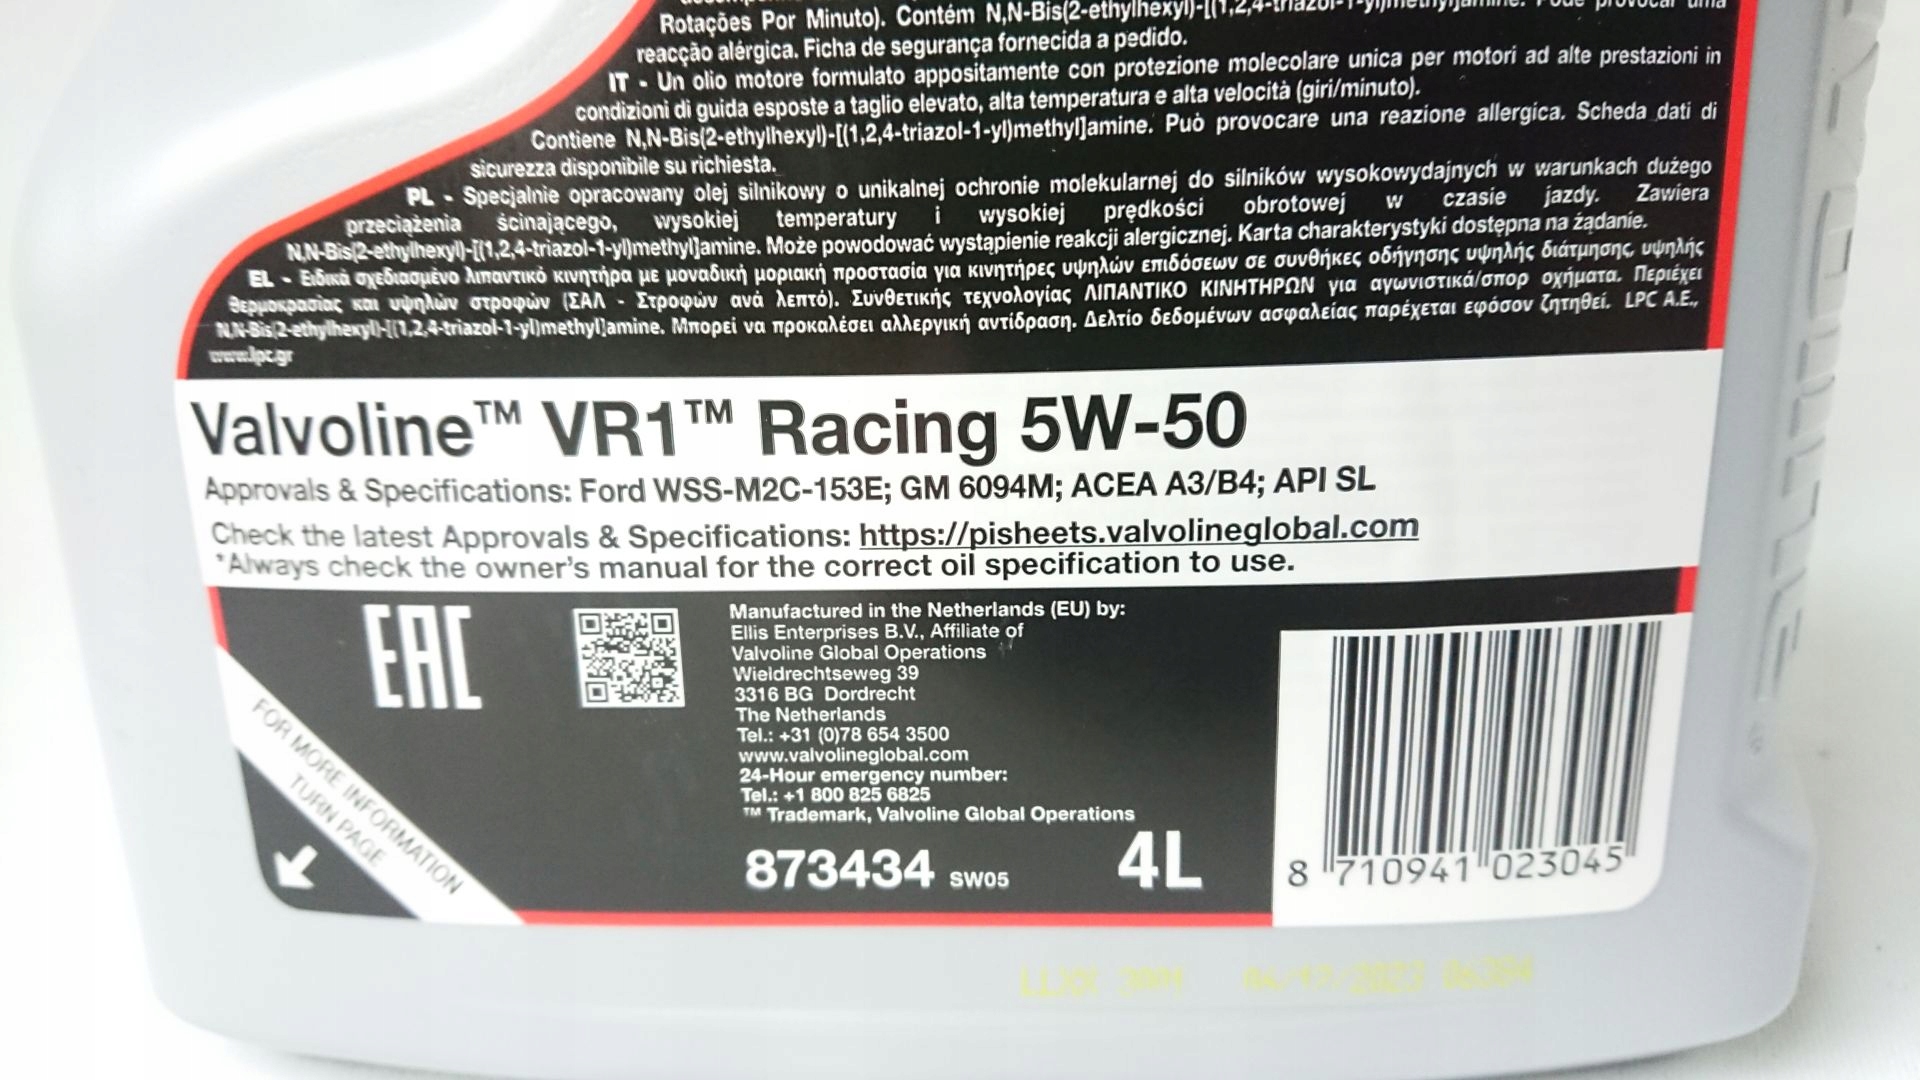 Rotações Por Minuto). Contém N,N-Bis(2-ethylhexyl)-[(1,2,4-triazol-1-yl)methyl]amine. Pode provocar uma
reacção alérgica. Ficha de segurança fornecida a pedido.
IT - Un olio motore formulato appositamente con protezione molecolare unica per motori ad alte prestazioni in
condizioni di guida esposte a taglio elevato, alta temperatura e alta velocità (giri/minuto).
Contiene N,N-Bis(2-ethylhexyl)-[(1,2,4-triazol-1-yl)methyl]amine. Può provocare una reazione allergica. Scheda dati di
sicurezza disponibile su richiesta.
PL - Specjalnie opracowany olej silnikowy o unikalnej ochronie molekularnej do silników wysokowydajnych w warunkach dużego
przeciążenia ścinającego, wysokiej temperatury i wysokiej prędkości obrotowej w czasie jazdy. Zawiera
N,N-Bis(2-ethylhexyl)-[(1,2,4-triazol-1-yl)methyl]amine. Może powodować wystąpienie reakcji alergicznej. Karta charakterystyki dostępna na żądanie.
EL - Ειδικά σχεδιασμένο λιπαντικό κινητήρα με μοναδική μοριακή προστασία για κινητήρες υψηλών επιδόσεων σε συνθήκες οδήγησης υψηλής διάτμησης, υψηλής
θερμοκρασίας και υψηλών στροφών (ΣΑΛ - Στροφών ανά λεπτό). Συνθετικής τεχνολογίας ΛΙΠΑΝΤΙΚΟ ΚΙΝΗΤΗΡΩΝ για αγωνιστικά/σπορ οχήματα. Περιέχει
N,N-Bis(2-ethylhexyl)-[(1,2,4-triazol-1-yl)methyl]amine. Μπορεί να προκαλέσει αλλεργική αντίδραση. Δελτίο δεδομένων ασφαλείας παρέχεται εφόσον ζητηθεί. LPC A.E.,
www.lpc.gr
Valvoline™ VR1™ Racing 5W-50
Approvals & Specifications: Ford WSS-M2C-153E; GM 6094M; ACEA A3/B4; API SL
Check the latest Approvals & Specifications: https://pisheets.valvolineglobal.com
*Always check the owner's manual for the correct oil specification to use.
EAC
Manufactured in the Netherlands (EU) by:
Ellis Enterprises B.V., Affiliate of
Valvoline Global Operations
Wieldrechtseweg 39
3316 BG Dordrecht
The Netherlands
Tel.: +31 (0)78 654 3500
www.valvolineglobal.com
24-Hour emergency number:
Tel.: +1 800 825 6825
™ Trademark, Valvoline Global Operations
FOR MORE INFORMATION
TURN PAGE
873434 SW05
4L
8 710941 023045